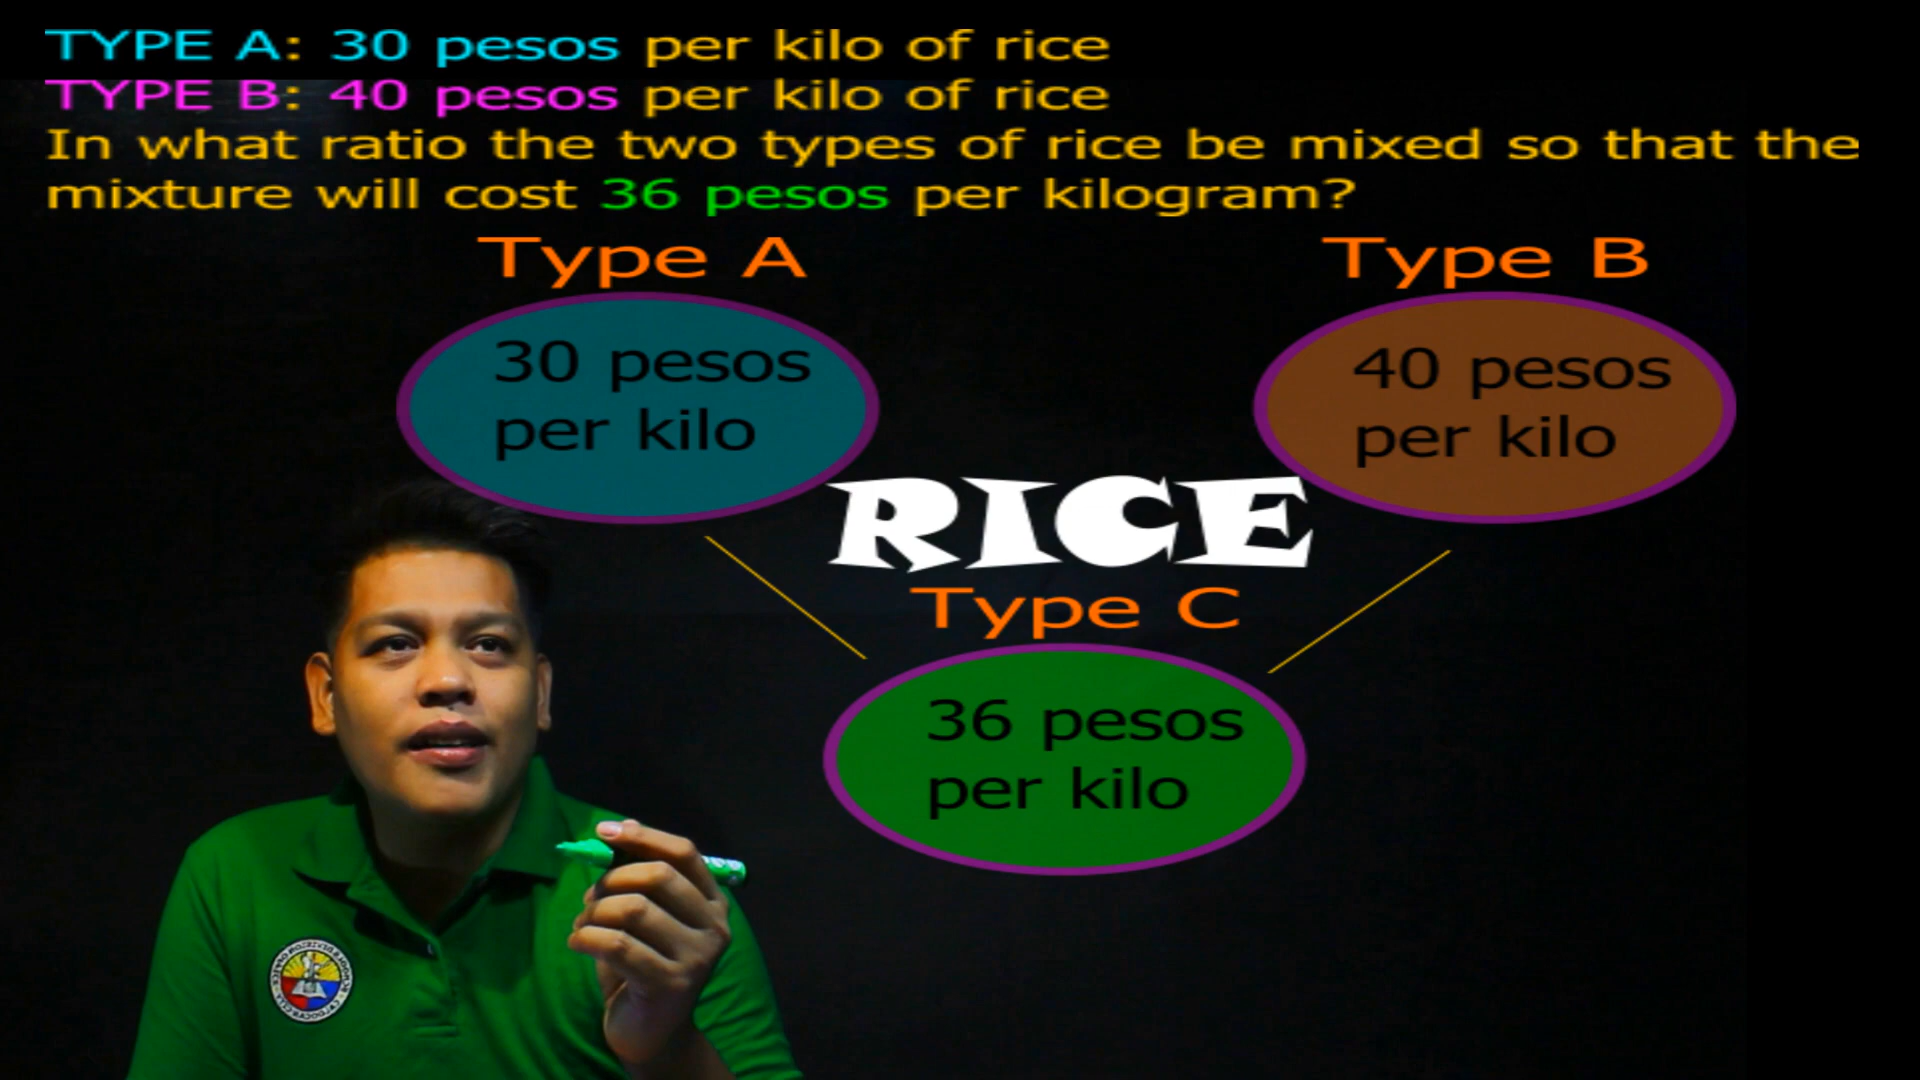 TYPE A: 30 pesos per kilo of rice
TYPE B: 40 pesos per kilo of rice
In what ratio the two types of rice be mixed so that the
mixture will cost 36 pesos per kilogram?
Type A
Type B
30 pesos
per kilo
40 pesos
per kilo
RICE
Type C
36 pesos
per kilo